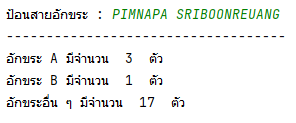 ป้อนสายอักขระ : PIMNAPA SRIBOONREUANG
-----------------------------------
อักขระ A มีจำนวน 3 ตัว
อักขระ B มีจำนวน 1 ตัว
อักขระอื่น ๆ มีจำนวน 17 ตัว